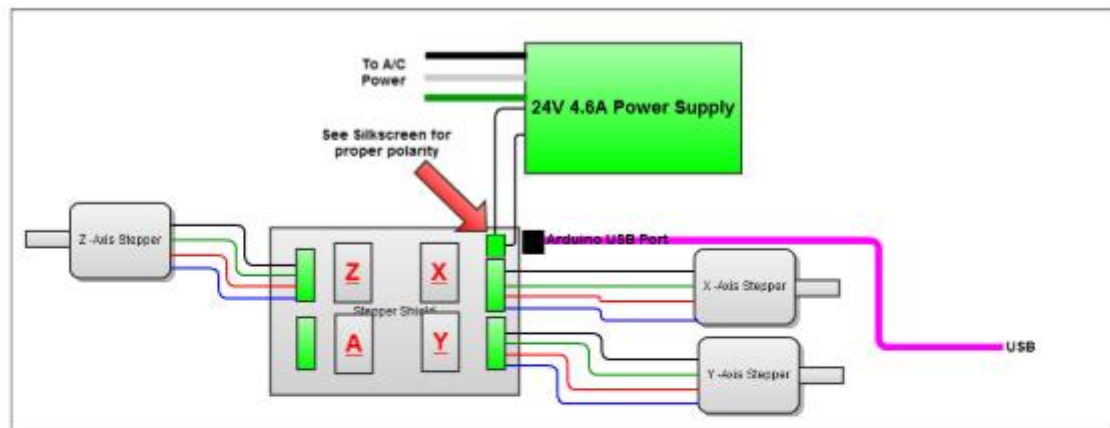 To A/C
Power
24V 4.6A Power Supply
See Silkscreen for
proper polarity
Z -Axis Stepper
Arduino USB Port
Z
X
X -Axis Stepper
Stepper Shield
A
Y
USB
Y -Axis Stepper